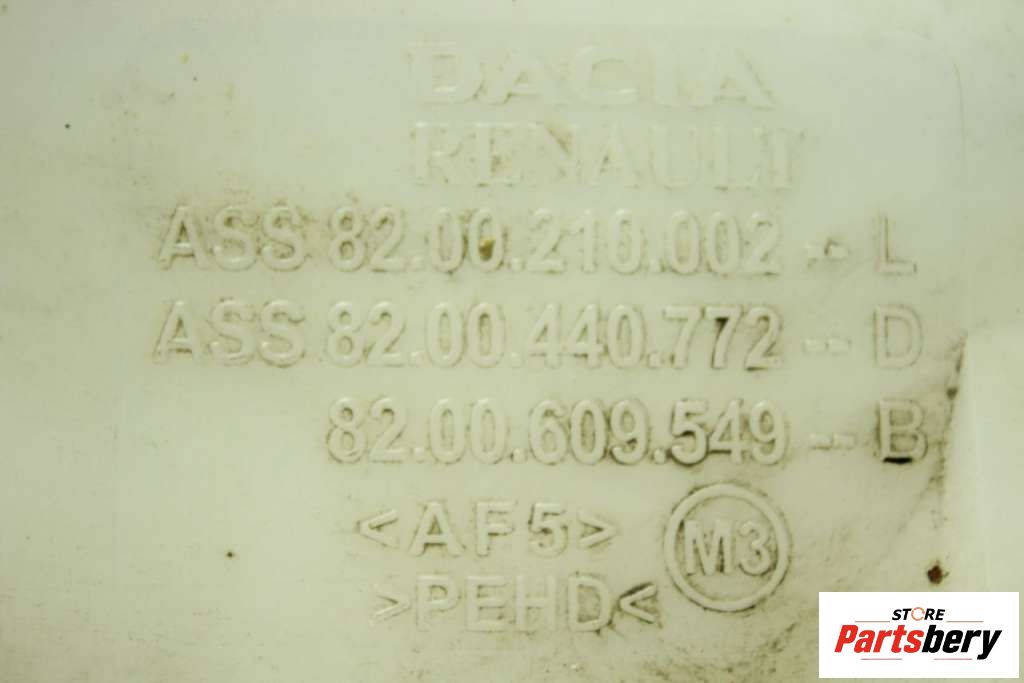 DACIA
RENAULT
ASS 82.00.210.002 -- L
ASS 82.00.440.772 -- D
82.00.609.549 -- B
<AF5>
M3
>PEHD<
STORE
Partsbery